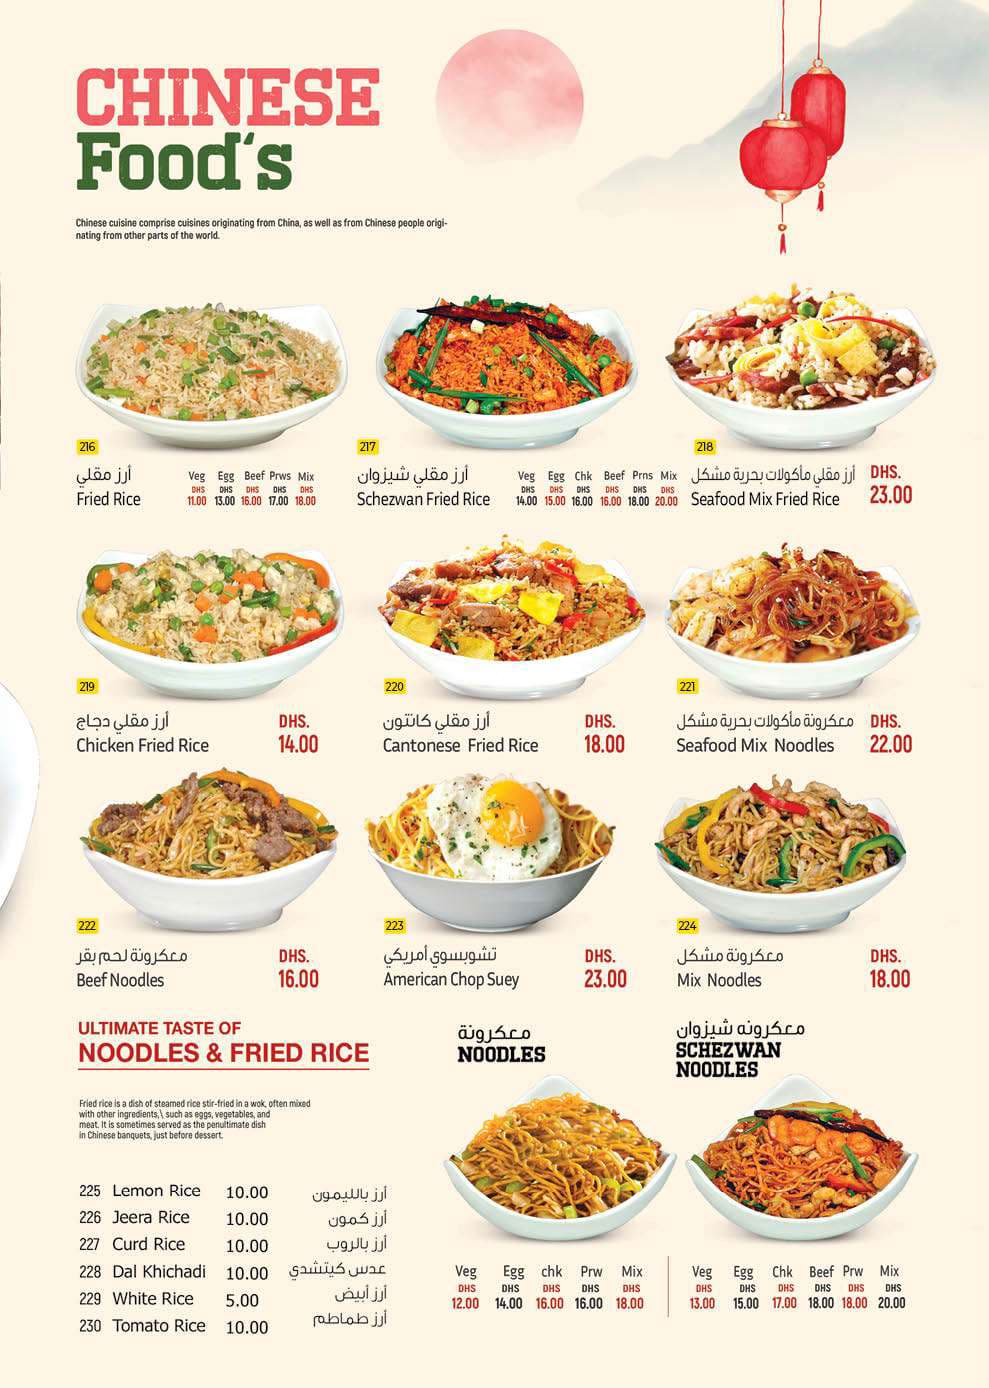 CHINESE
Food's
Chinese cuisine comprise cuisines originating from China, as well as from Chinese people origi-
nating from other parts of the world.
216
أرز مقلي
Fried Rice
Veg Egg Beef Prws Mix
DHS DHS DHS DHS DHS
11.00 13.00 16.00 17.00 18.00
217
أرز مقلي شيزوان
Schezwan Fried Rice
Veg Egg Chk Beef Prns Mix
DHS DHS DHS DHS DHS DHS
14.00 15.00 16.00 16.00 18.00 20.00
218
أرز مقلي مأكولات بحرية مشكل
Seafood Mix Fried Rice
DHS.
23.00
219
أرز مقلي دجاج
Chicken Fried Rice
DHS.
14.00
220
أرز مقلي كانتون
Cantonese Fried Rice
DHS.
18.00
221
معكرونة مأكولات بحرية مشكل
Seafood Mix Noodles
DHS.
22.00
222
معكرونة لحم بقر
Beef Noodles
DHS.
16.00
223
تشوبسوي أمريكي
American Chop Suey
DHS.
23.00
224
معكرونة مشكل
Mix Noodles
DHS.
18.00
ULTIMATE TASTE OF
NOODLES & FRIED RICE
Fried rice is a dish of steamed rice stir-fried in a wok, often mixed
with other ingredients,\ such as eggs, vegetables, and
meat. It is sometimes served as the penultimate dish
in Chinese banquets, just before dessert.
225 Lemon Rice 10.00 أرز بالليمون
226 Jeera Rice 10.00 أرز كمون
227 Curd Rice 10.00 أرز بالروب
228 Dal Khichadi 10.00 عدس كيتشدي
229 White Rice 5.00 أرز أبيض
230 Tomato Rice 10.00 أرز طماطم
معكرونة
NOODLES
Veg Egg chk Prw Mix
DHS DHS DHS DHS DHS
12.00 14.00 16.00 16.00 18.00
معكرونه شيزوان
SCHEZWAN
NOODLES
Veg Egg Chk Beef Prw Mix
DHS DHS DHS DHS DHS DHS
13.00 15.00 17.00 18.00 18.00 20.00